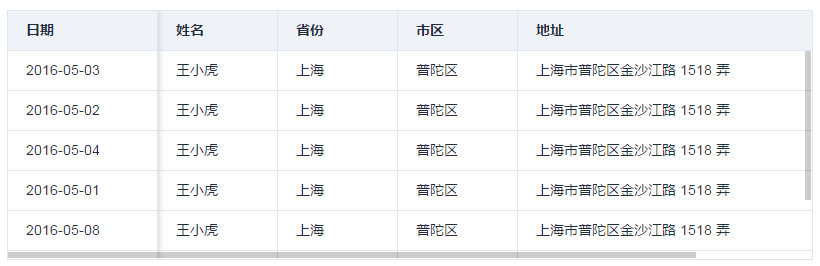 日期 姓名 省份 市区 地址
2016-05-03 王小虎 上海 普陀区 上海市普陀区金沙江路 1518 弄
2016-05-02 王小虎 上海 普陀区 上海市普陀区金沙江路 1518 弄
2016-05-04 王小虎 上海 普陀区 上海市普陀区金沙江路 1518 弄
2016-05-01 王小虎 上海 普陀区 上海市普陀区金沙江路 1518 弄
2016-05-08 王小虎 上海 普陀区 上海市普陀区金沙江路 1518 弄